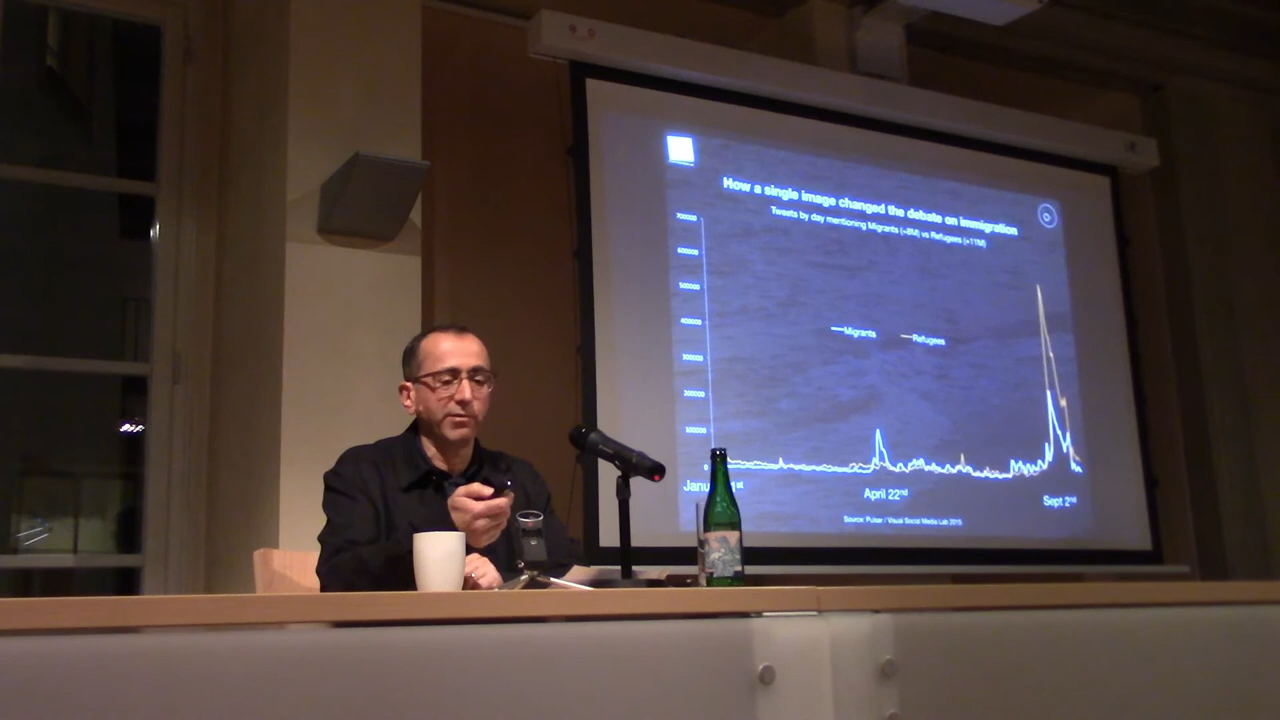 How a single image changed the debate on immigration
Tweets by day mentioning Migrants (+8M) vs Refugees (+11M)
700000
600000
500000
400000
300000
200000
100000
0
Migrants
Refugees
1st
April 22nd
Sept 2nd
Source: Pulsar / Visual Social Media Lab 2015